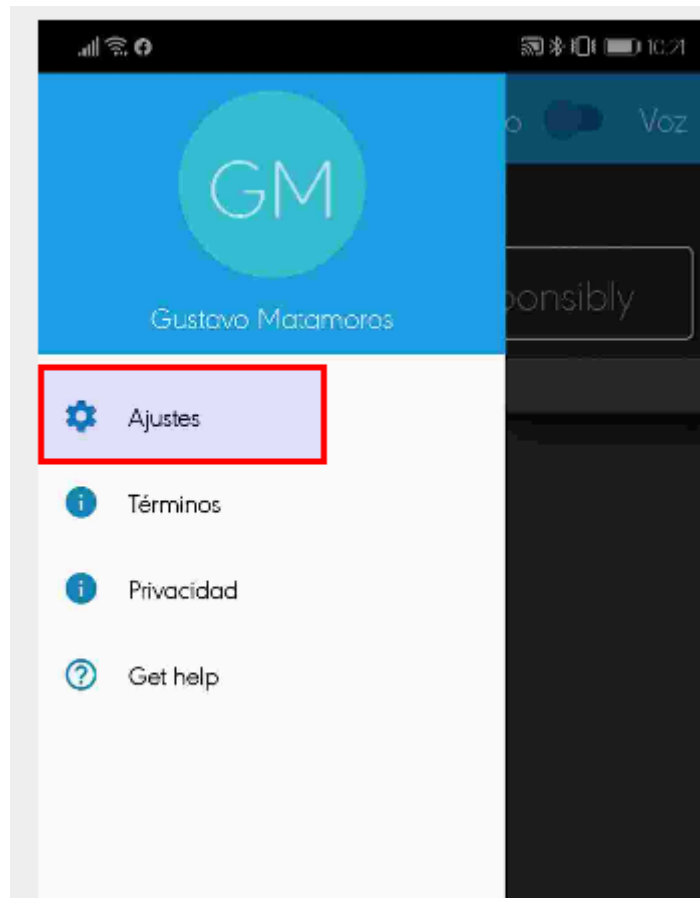 10:21
o Voz
GM
Gustavo Matamoros
ponsibly
Ajustes
Términos
Privacidad
Get help